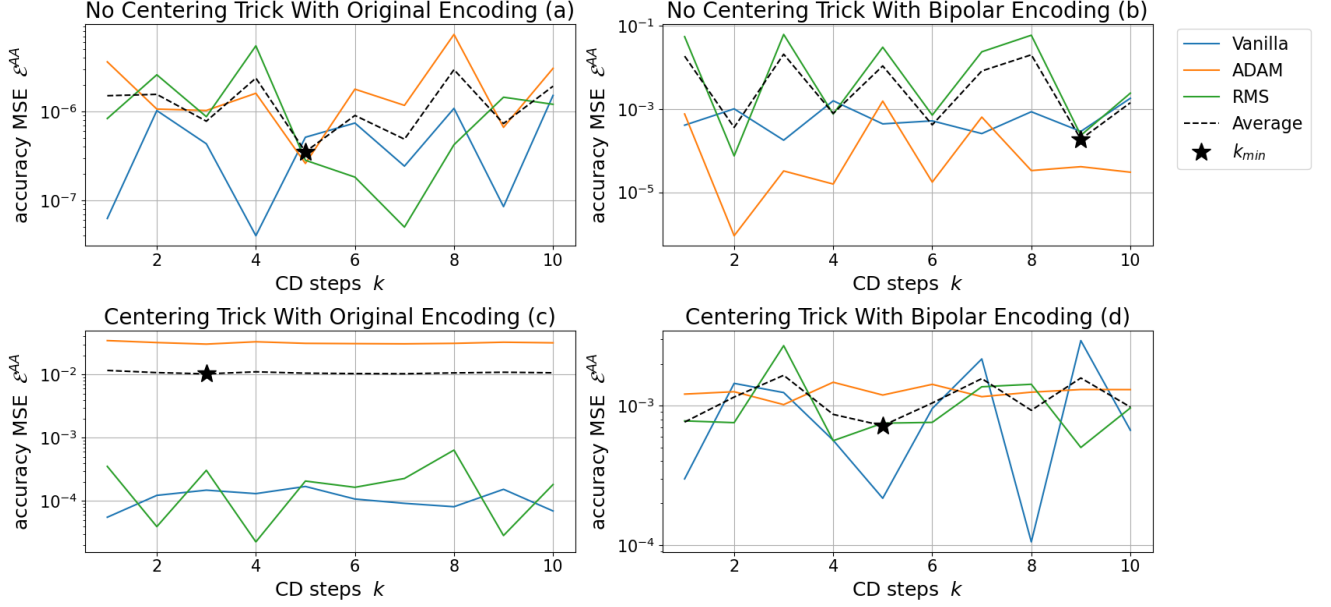 No Centering Trick With Original Encoding (a)
accuracy MSE ℰ^AA
10^-6
10^-7
2 4 6 8 10
CD steps k
No Centering Trick With Bipolar Encoding (b)
accuracy MSE ℰ^AA
10^-1
10^-3
10^-5
2 4 6 8 10
CD steps k
Vanilla
ADAM
RMS
Average
k_min
Centering Trick With Original Encoding (c)
accuracy MSE ℰ^AA
10^-2
10^-3
10^-4
2 4 6 8 10
CD steps k
Centering Trick With Bipolar Encoding (d)
accuracy MSE ℰ^AA
10^-3
10^-4
2 4 6 8 10
CD steps k